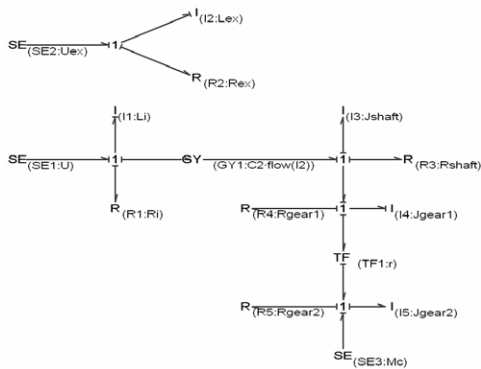 I(I2:Lex)
SE(SE2:Uex) 1
R(R2:Rex)
I(I1:Li) I(I3:Jshaft)
SE(SE1:U) 1 GY (GY1:C2·flow(I2)) 1 R(R3:Rshaft)
R(R1:Ri) R(R4:Rgear1) 1 I(I4:Jgear1)
TF (TF1:r)
R(R5:Rgear2) 1 I(I5:Jgear2)
SE(SE3:Mc)